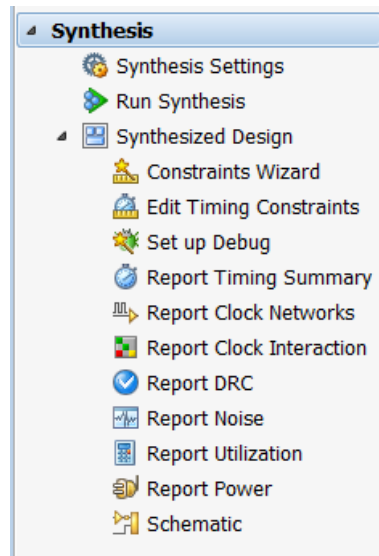 Synthesis
Synthesis Settings
Run Synthesis
Synthesized Design
Constraints Wizard
Edit Timing Constraints
Set up Debug
Report Timing Summary
Report Clock Networks
Report Clock Interaction
Report DRC
Report Noise
Report Utilization
Report Power
Schematic